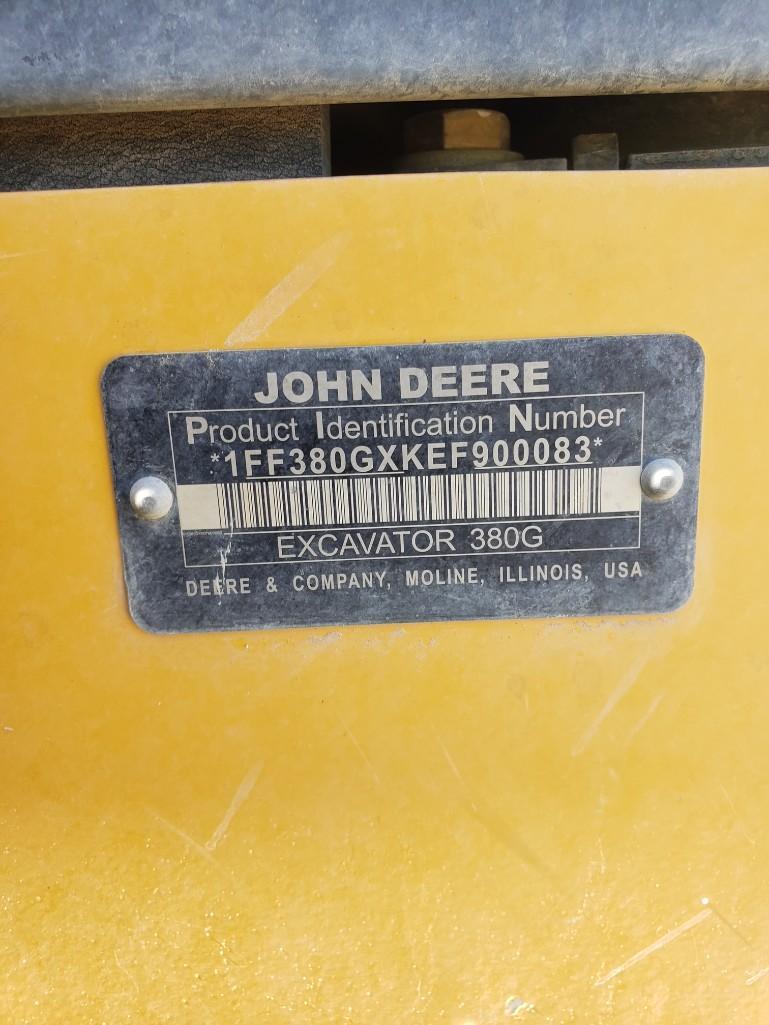 JOHN DEERE
Product Identification Number
*1FF380GXKEF900083*
EXCAVATOR 380G
DEERE & COMPANY, MOLINE, ILLINOIS, USA